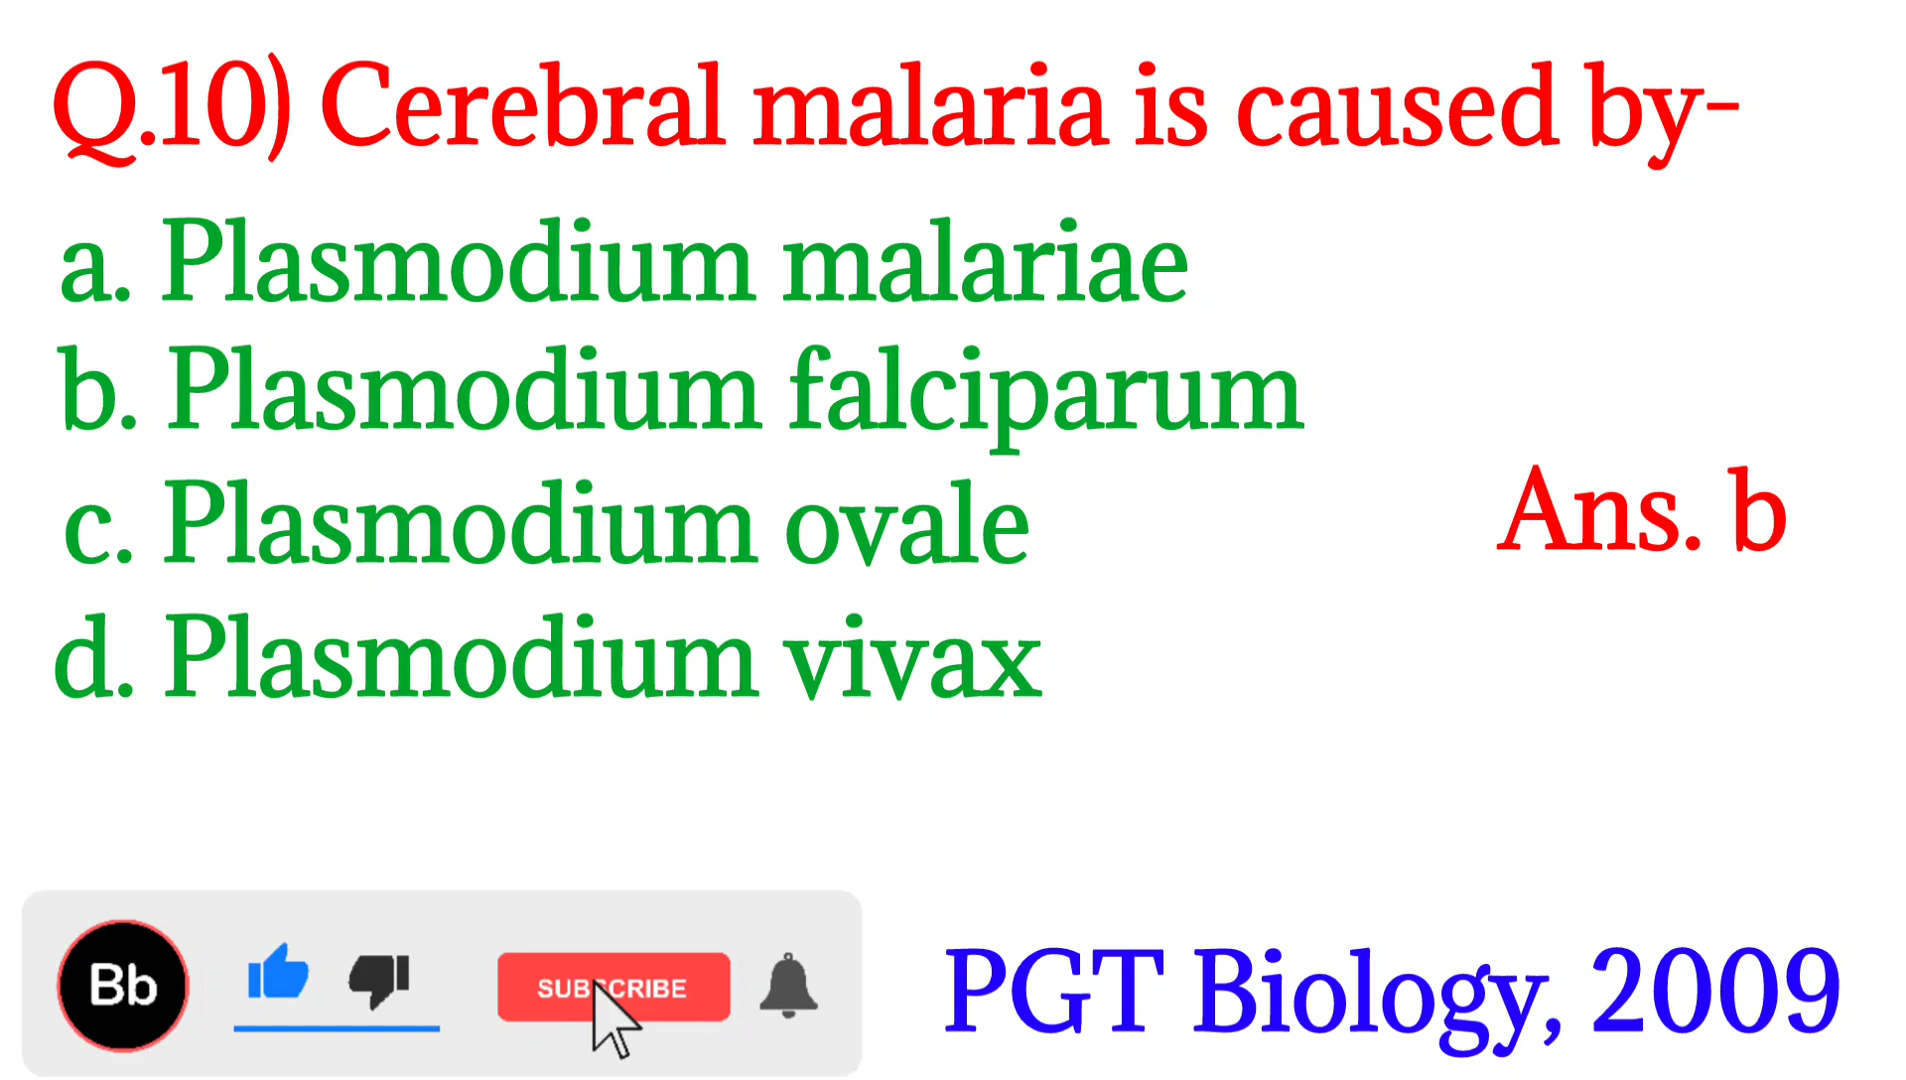 Q.10) Cerebral malaria is caused by-
a. Plasmodium malariae
b. Plasmodium falciparum
c. Plasmodium ovale
Ans. b
d. Plasmodium vivax
Bb
SUBSCRIBE
PGT Biology, 2009